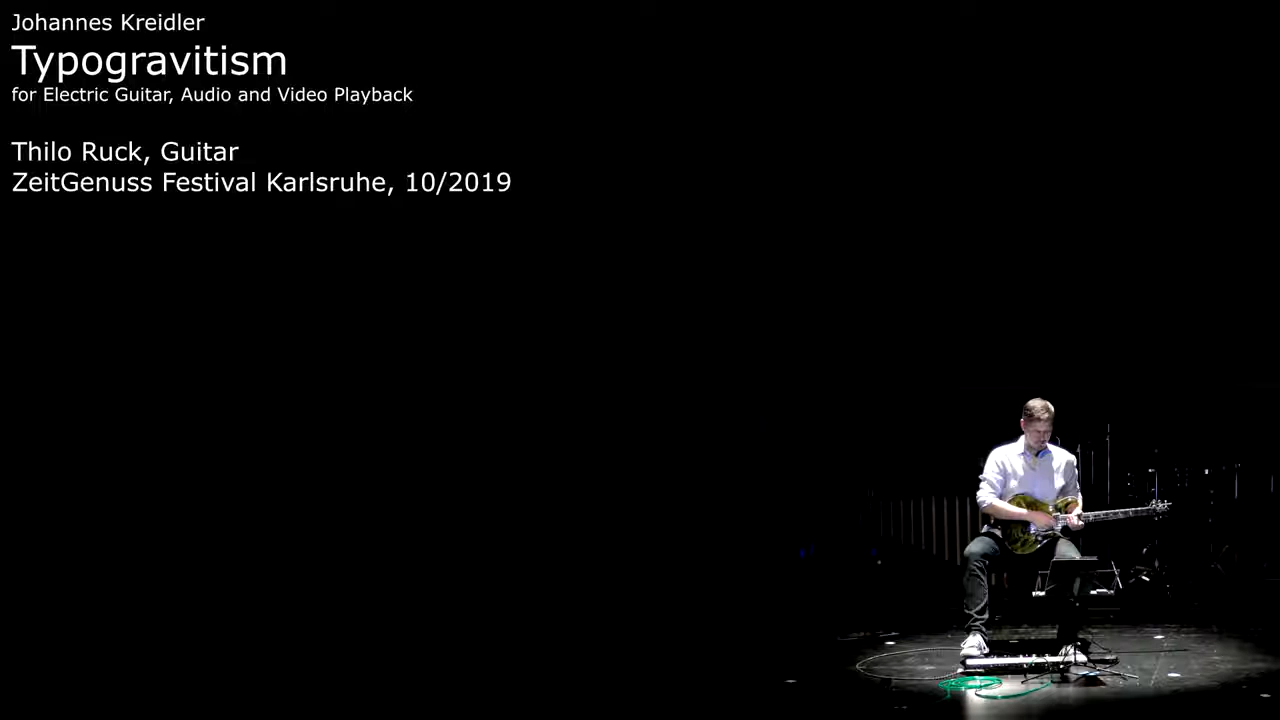 Johannes Kreidler
Typogravitism
for Electric Guitar, Audio and Video Playback
Thilo Ruck, Guitar
ZeitGenuss Festival Karlsruhe, 10/2019